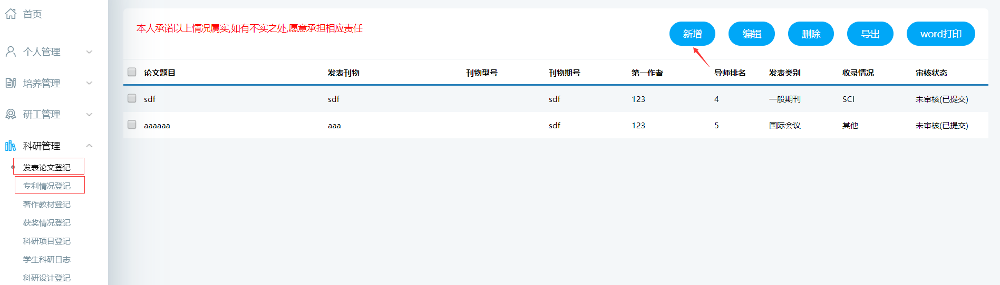 首页
个人管理
培养管理
研工管理
科研管理
发表论文登记
专利情况登记
著作教材登记
获奖情况登记
科研项目登记
学生科研日志
科研设计登记
本人承诺以上情况属实,如有不实之处,愿意承担相应责任
新增 编辑 删除 导出 word打印
论文题目 发表刊物 刊物型号 刊物期号 第一作者 导师排名 发表类别 收录情况 审核状态
sdf sdf sdf 123 4 一般期刊 SCI 未审核(已提交)
aaaaaa aaa sdf 123 5 国际会议 其他 未审核(已提交)